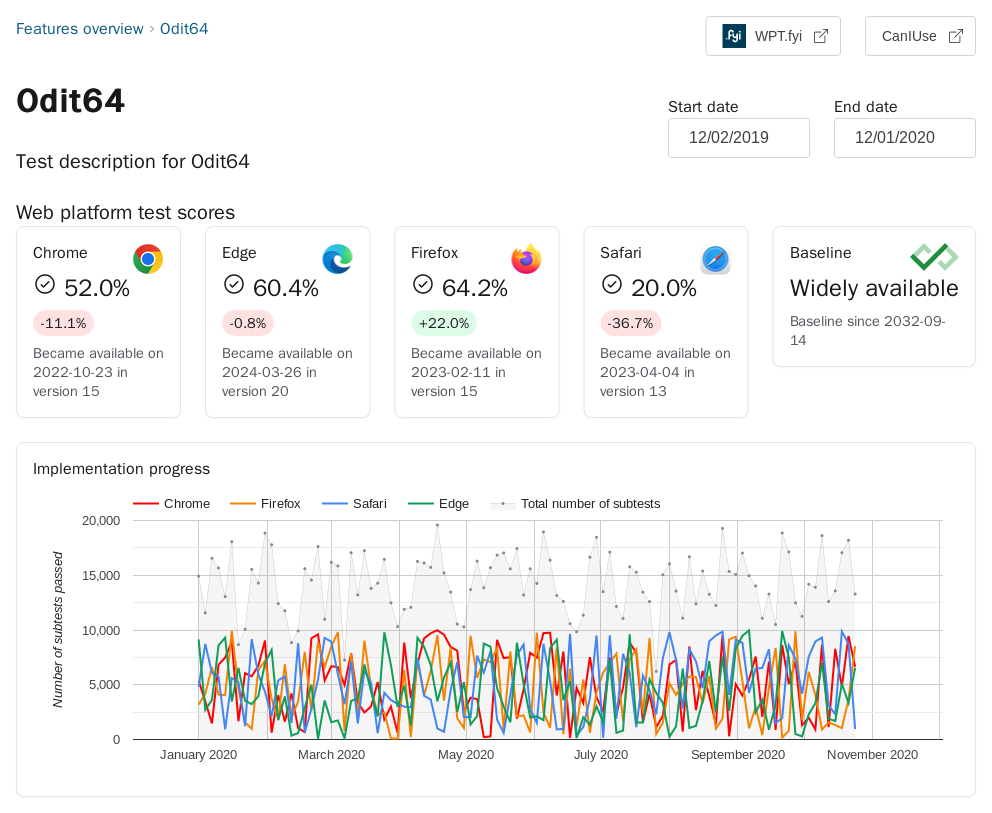 Features overview › Odit64
.fyi WPT.fyi
CanIUse
Odit64
Start date
End date
12/02/2019
12/01/2020
Test description for Odit64
Web platform test scores
Chrome
52.0%
-11.1%
Became available on
2022-10-23 in
version 15
Edge
60.4%
-0.8%
Became available on
2024-03-26 in
version 20
Firefox
64.2%
+22.0%
Became available on
2023-02-11 in
version 15
Safari
20.0%
-36.7%
Became available on
2023-04-04 in
version 13
Baseline
Widely available
Baseline since 2032-09-
14
Implementation progress
Chrome Firefox Safari Edge Total number of subtests
Number of subtests passed
20,000
15,000
10,000
5,000
0
January 2020 March 2020 May 2020 July 2020 September 2020 November 2020